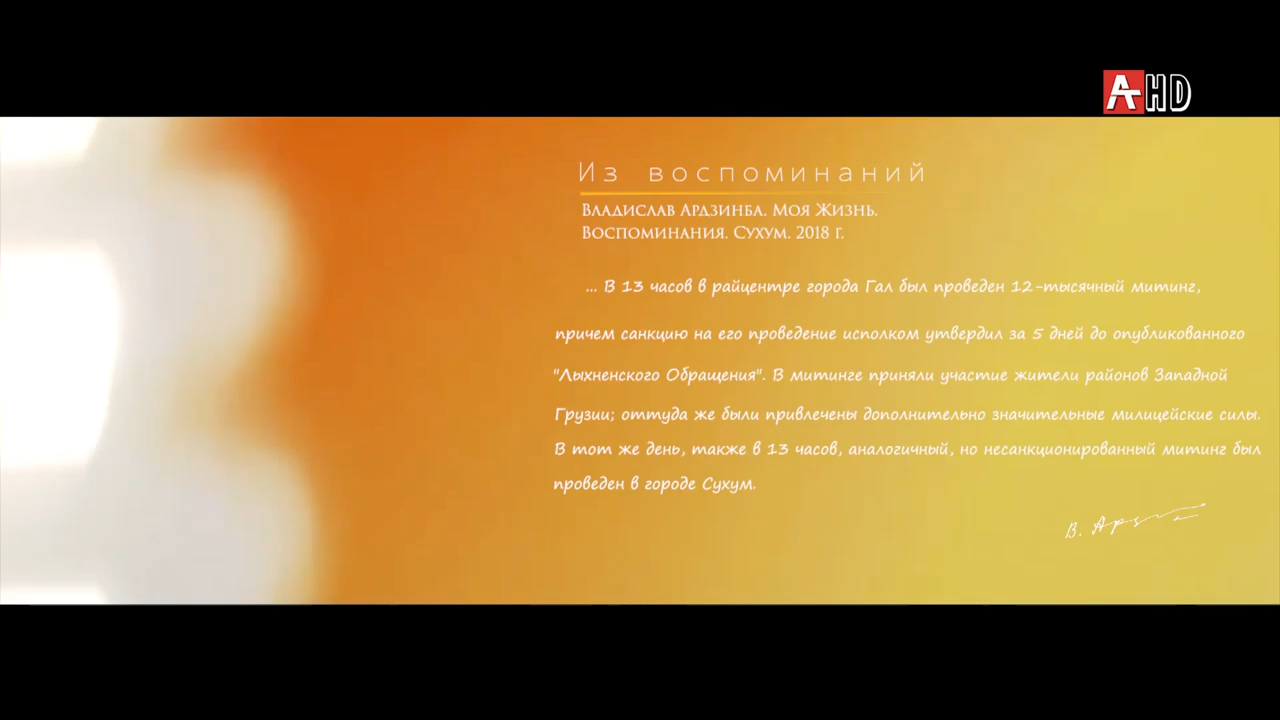 AHD
Из воспоминаний
Владислав Ардзинба. Моя Жизнь.
Воспоминания. Сухум. 2018 г.
... В 13 часов в райцентре города Гал был проведен 12-тысячный митинг,
причем санкцию на его проведение исполком утвердил за 5 дней до опубликованного
"Лыхненского Обращения". В митинге приняли участие жители районов Западной
Грузии; оттуда же были привлечены дополнительно значительные милицейские силы.
В тот же день, также в 13 часов, аналогичный, но несанкционированный митинг был
проведен в городе Сухум.
В. Ардз